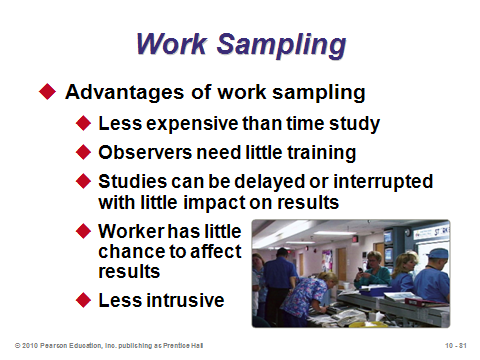 Work Sampling
Advantages of work sampling
Less expensive than time study
Observers need little training
Studies can be delayed or interrupted
with little impact on results
Worker has little
chance to affect
results
Less intrusive
© 2010 Pearson Education, Inc. publishing as Prentice Hall
10 - 81